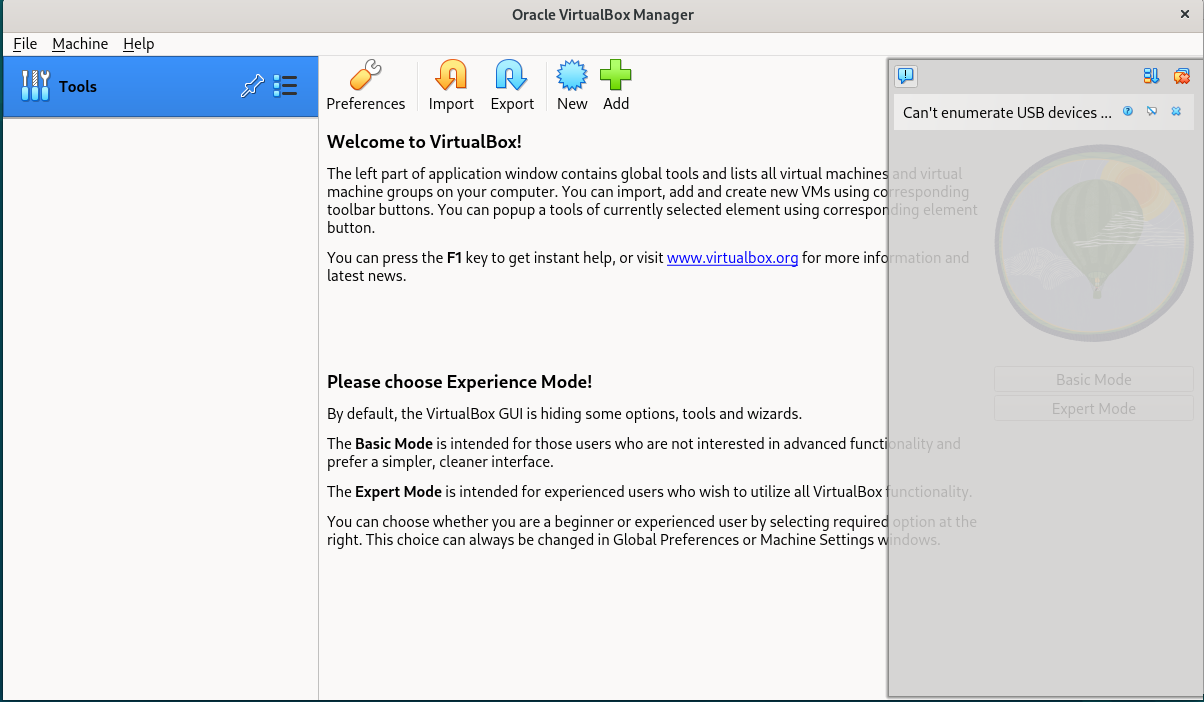 Oracle VirtualBox Manager
File Machine Help
Tools
Preferences Import Export New Add
Can't enumerate USB devices ...
Welcome to VirtualBox!
The left part of application window contains global tools and lists all virtual machines and virtual
machine groups on your computer. You can import, add and create new VMs using corresponding
toolbar buttons. You can popup a tools of currently selected element using corresponding element
button.
You can press the F1 key to get instant help, or visit www.virtualbox.org for more information and
latest news.
Please choose Experience Mode!
By default, the VirtualBox GUI is hiding some options, tools and wizards.
The Basic Mode is intended for those users who are not interested in advanced functionality and
prefer a simpler, cleaner interface.
The Expert Mode is intended for experienced users who wish to utilize all VirtualBox functionality.
You can choose whether you are a beginner or experienced user by selecting required option at the
right. This choice can always be changed in Global Preferences or Machine Settings windows.
Basic Mode
Expert Mode